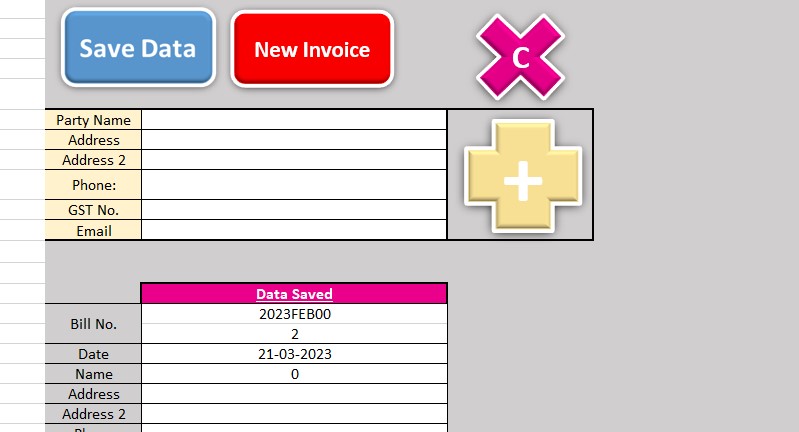 Save Data
New Invoice
C
Party Name
Address
Address 2
Phone:
GST No.
Email
+
Data Saved
Bill No.
2023FEB00
2
Date
21-03-2023
Name
0
Address
Address 2